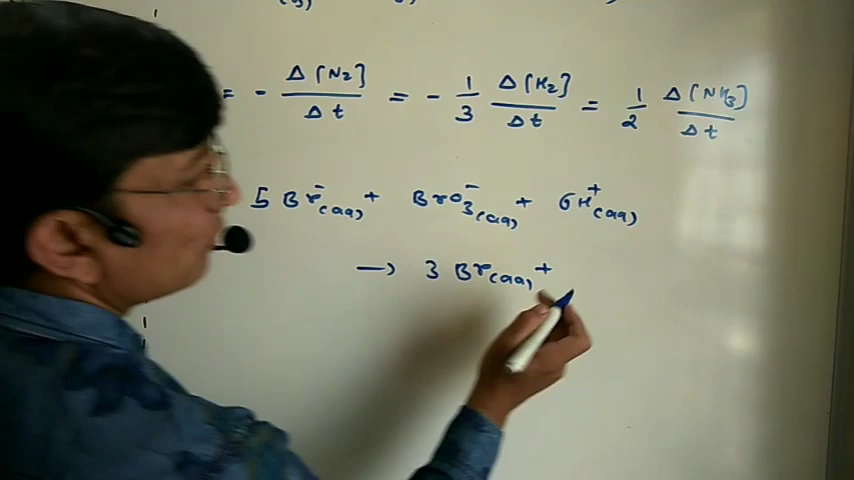 = - Δ[N2]/Δt = - 1/3 Δ[H2]/Δt = 1/2 Δ[NH3]/Δt
5 Br⁻(aq) + BrO3⁻(aq) + 6H⁺(aq)
→ 3 Br(aq) +